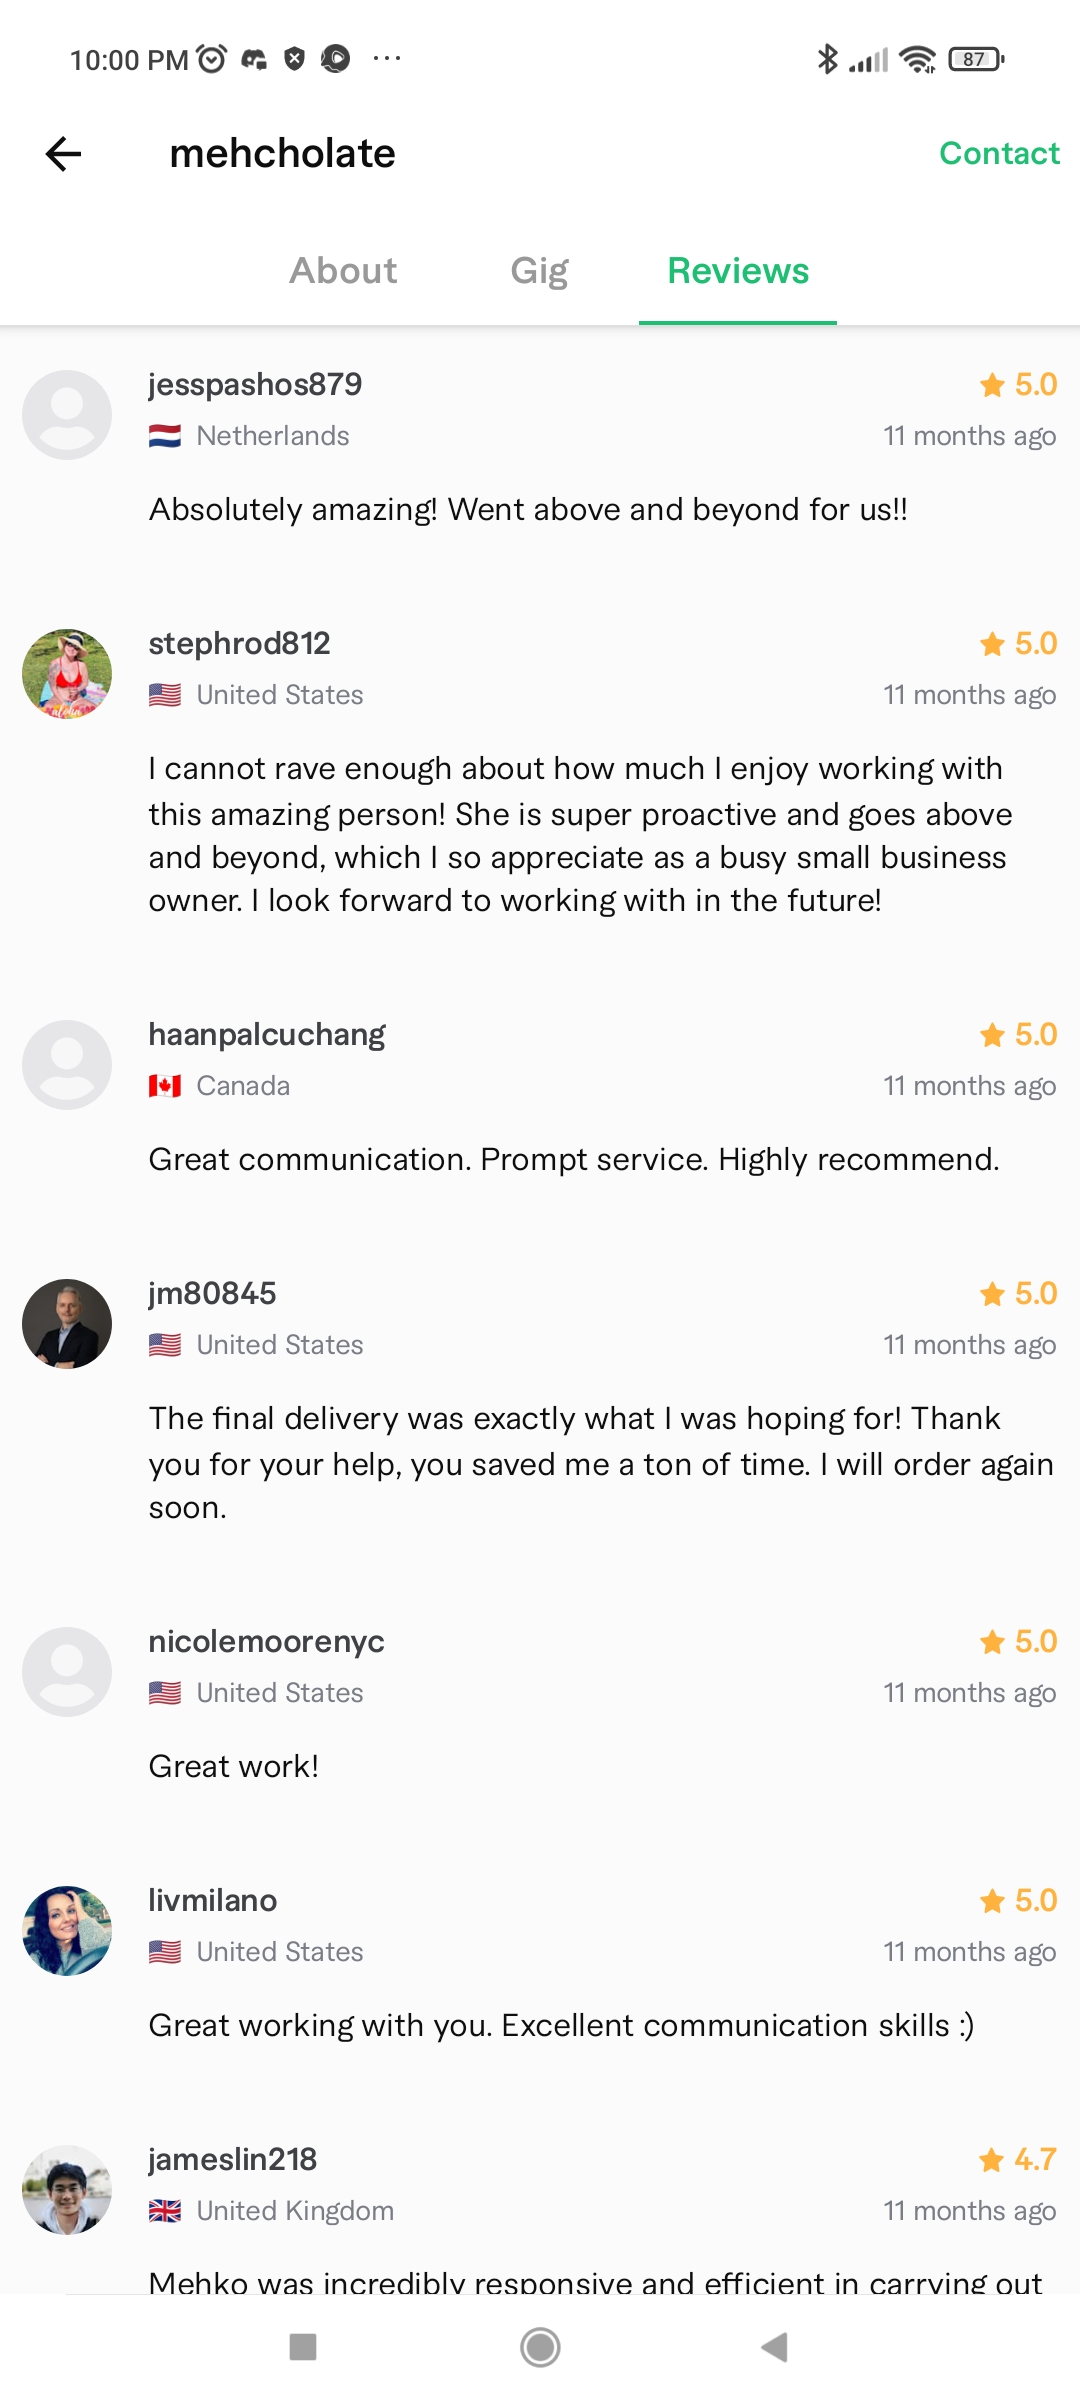 10:00 PM
87
mehcholate
Contact
About
Gig
Reviews
jesspashos879
5.0
Netherlands
11 months ago
Absolutely amazing! Went above and beyond for us!!
stephrod812
5.0
United States
11 months ago
I cannot rave enough about how much I enjoy working with
this amazing person! She is super proactive and goes above
and beyond, which I so appreciate as a busy small business
owner. I look forward to working with in the future!
haanpalcuchang
5.0
Canada
11 months ago
Great communication. Prompt service. Highly recommend.
jm80845
5.0
United States
11 months ago
The final delivery was exactly what I was hoping for! Thank
you for your help, you saved me a ton of time. I will order again
soon.
nicolemoorenyc
5.0
United States
11 months ago
Great work!
livmilano
5.0
United States
11 months ago
Great working with you. Excellent communication skills :)
jameslin218
4.7
United Kingdom
11 months ago
Mehko was incredibly responsive and efficient in carrying out